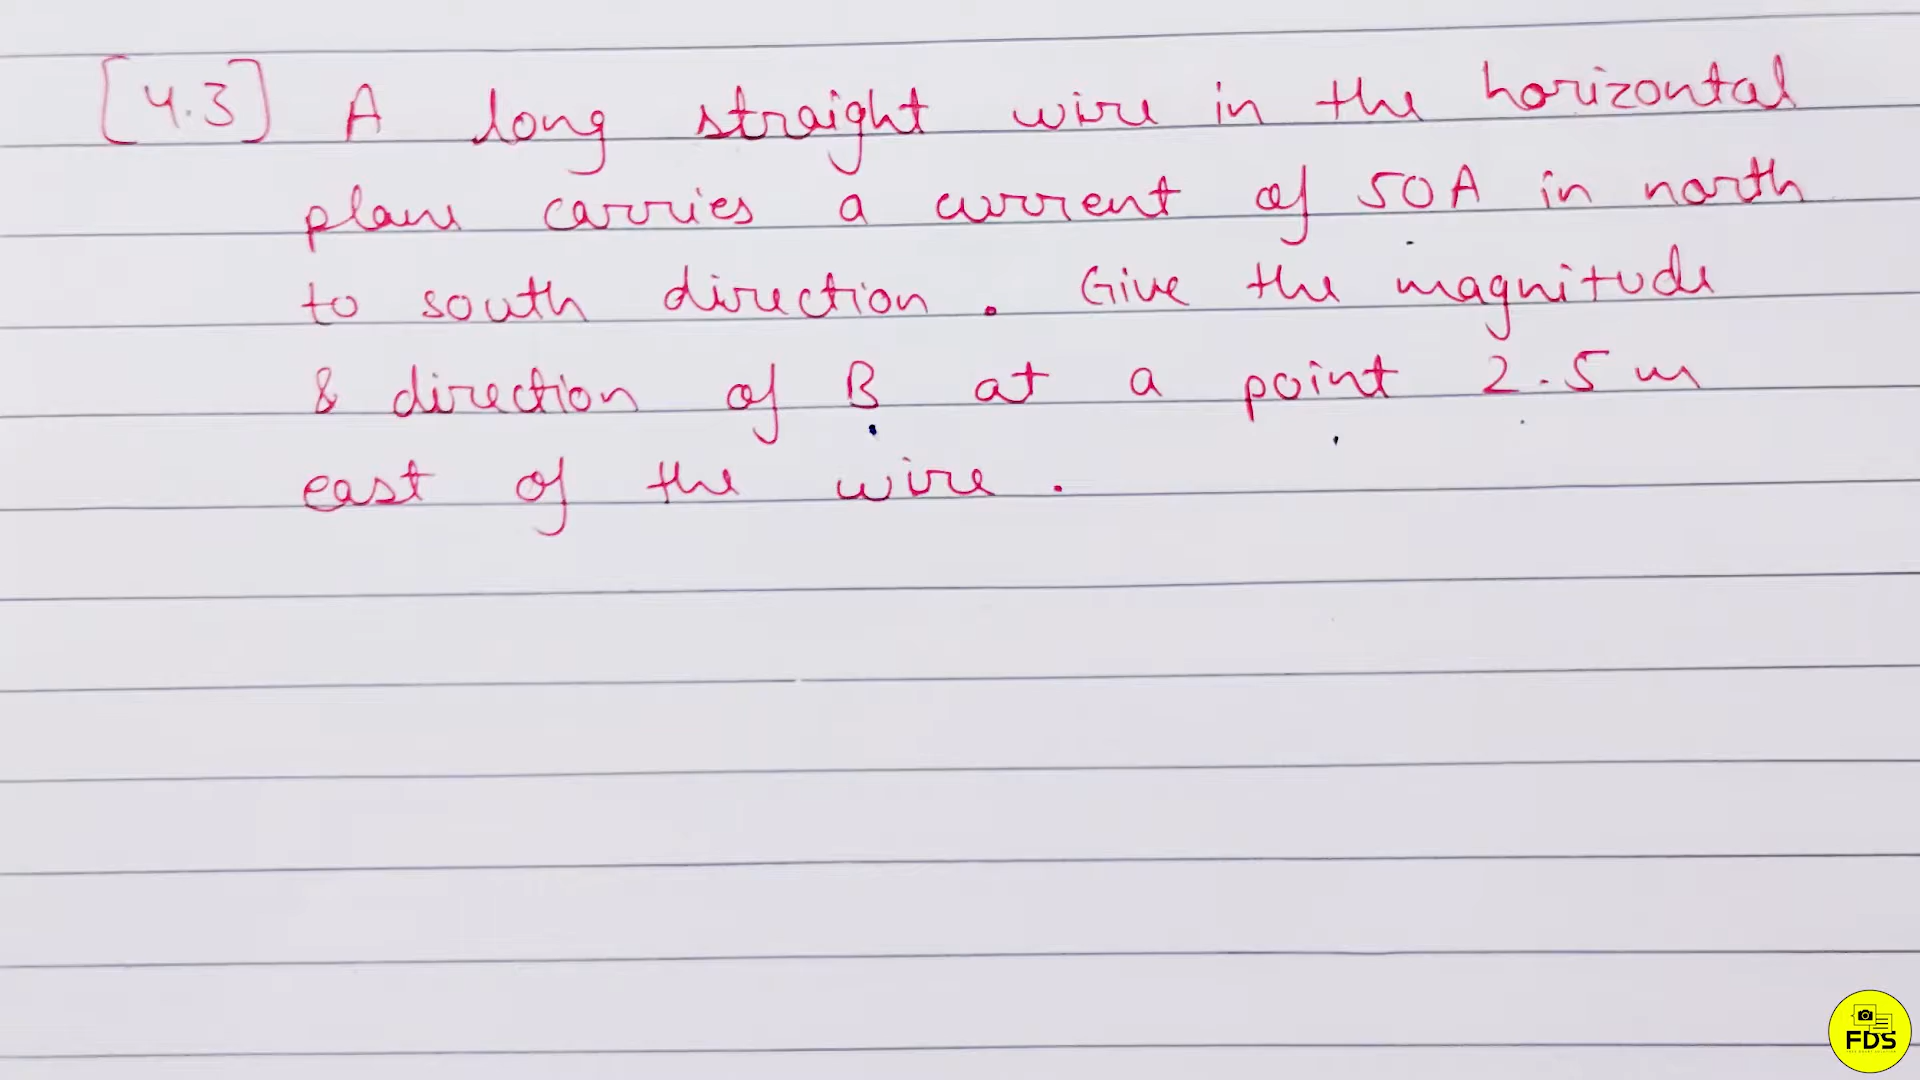 [4.3] A long straight wire in the horizontal
plane carries a current of 50A in north
to south direction. Give the magnitude
& direction of B at a point 2.5 m
east of the wire.
FDS